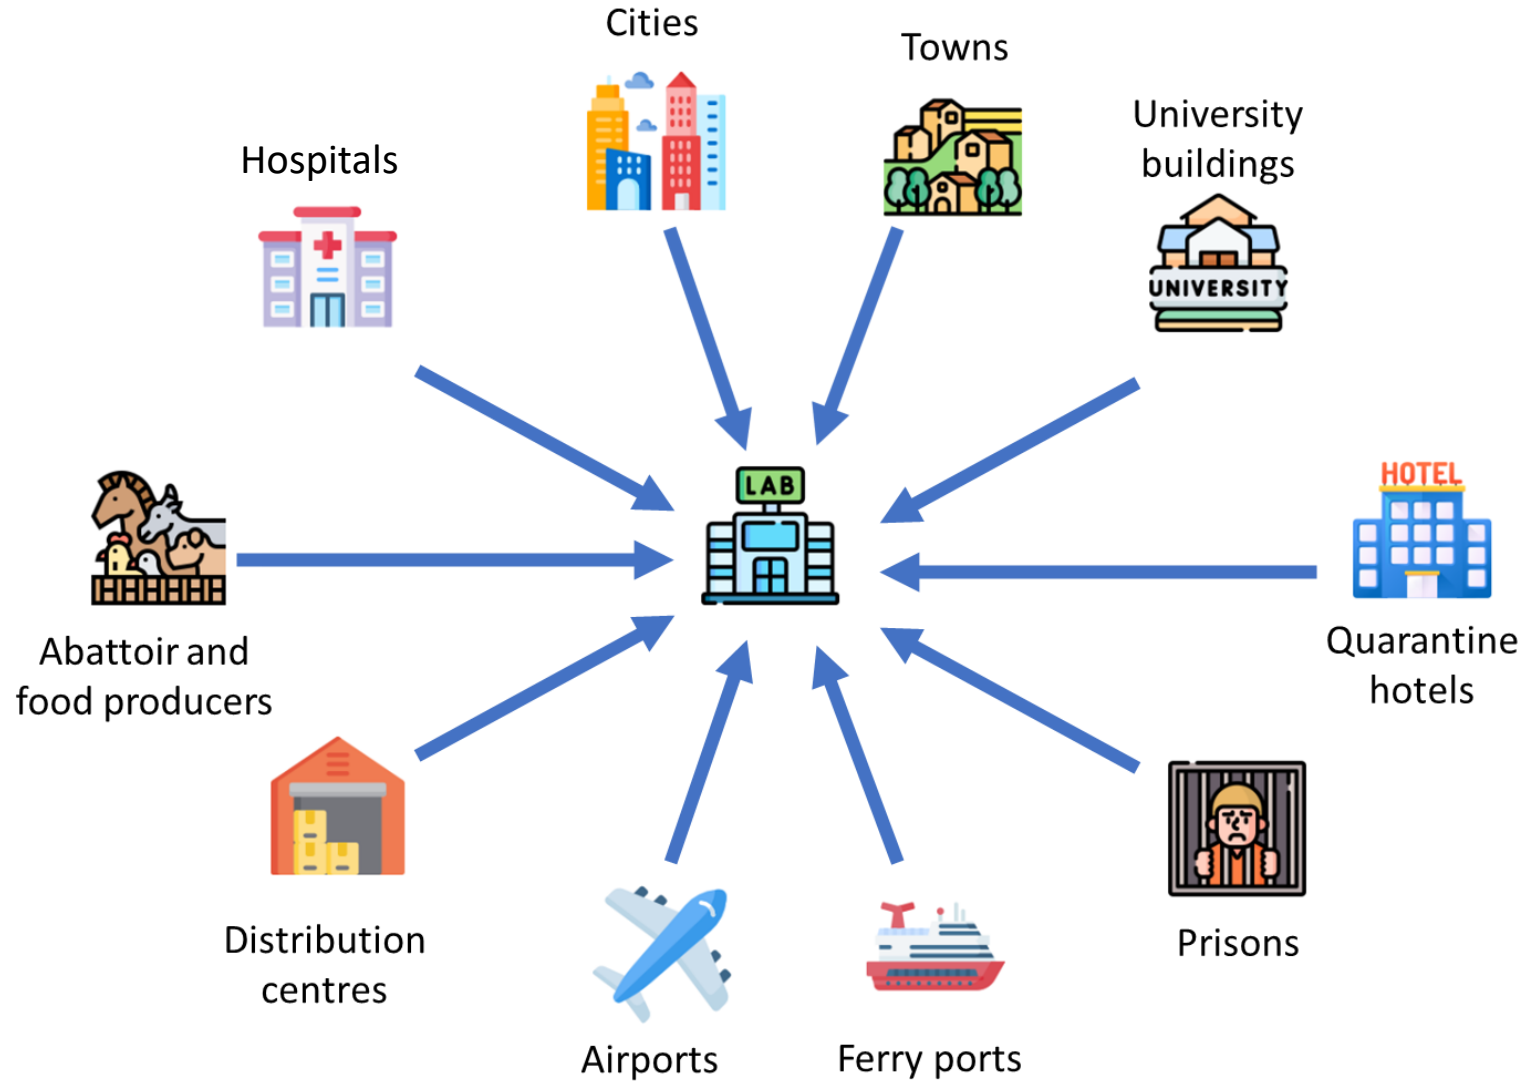 Cities
Towns
University
buildings
Hospitals
UNIVERSITY
HOTEL
LAB
Quarantine
hotels
Abattoir and
food producers
Distribution
centres
Prisons
Airports
Ferry ports